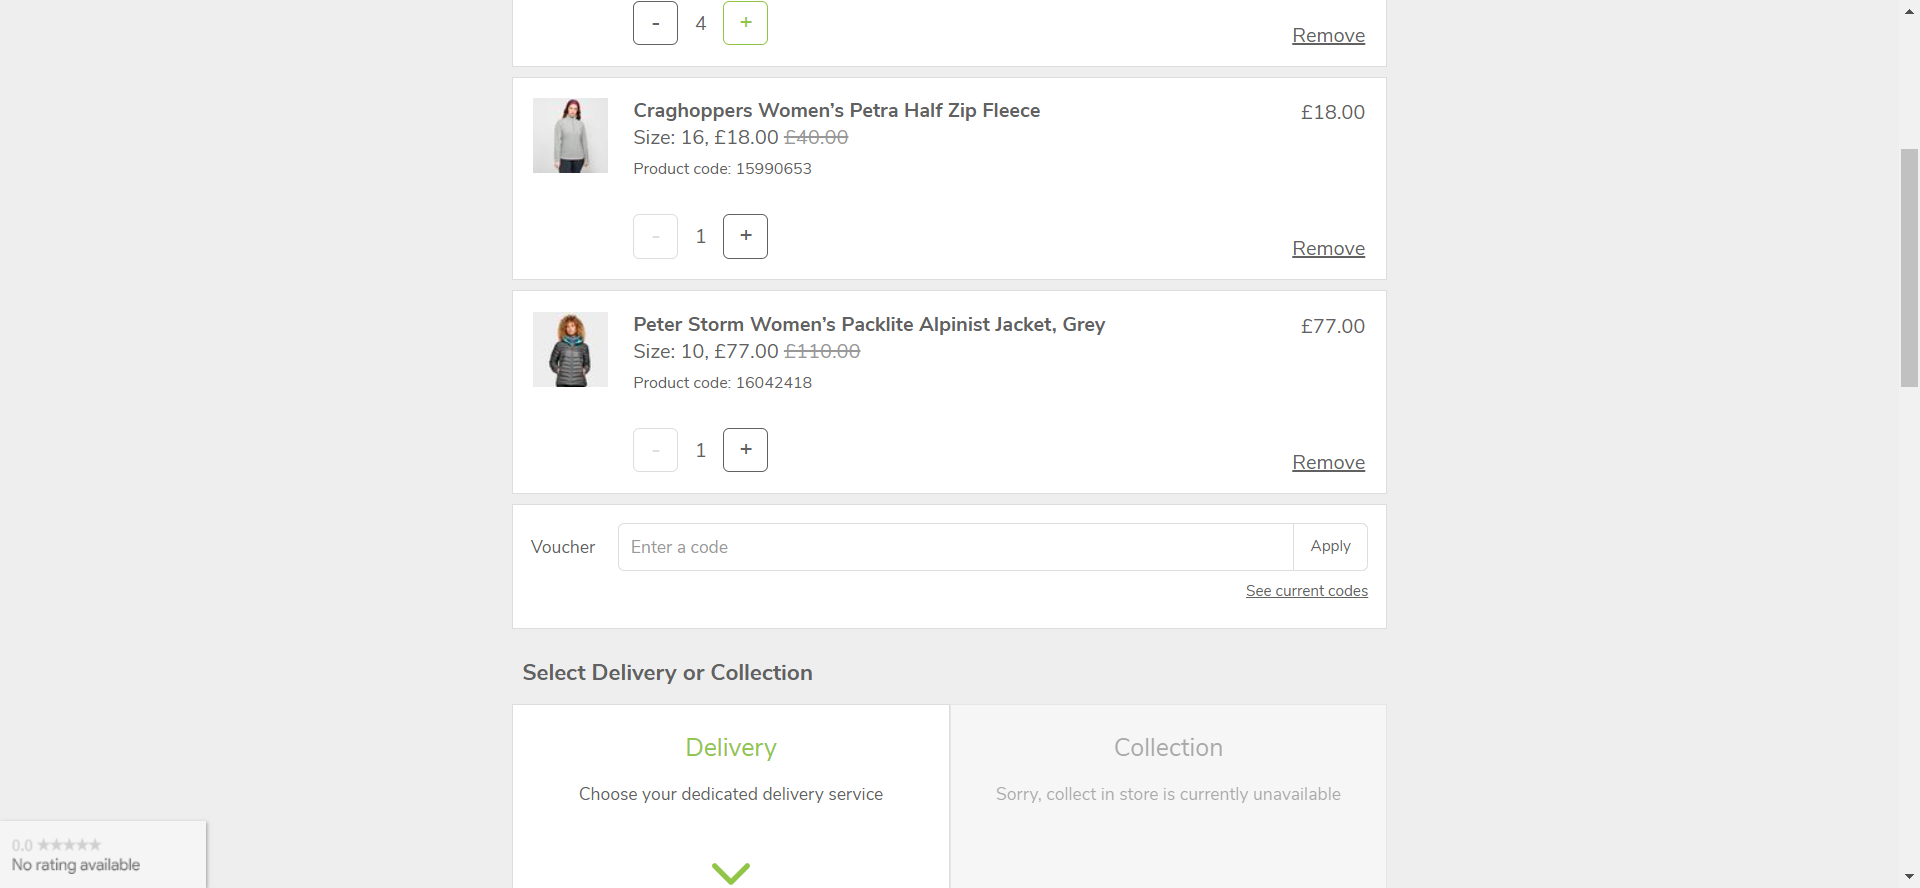 -
4
+
Remove
Craghoppers Women’s Petra Half Zip Fleece
£18.00
Size: 16, £18.00 £40.00
Product code: 15990653
-
1
+
Remove
Peter Storm Women’s Packlite Alpinist Jacket, Grey
£77.00
Size: 10, £77.00 £110.00
Product code: 16042418
-
1
+
Remove
Voucher
Enter a code
Apply
See current codes
Select Delivery or Collection
Delivery
Choose your dedicated delivery service
Collection
Sorry, collect in store is currently unavailable
0.0 ★★★★★
No rating available